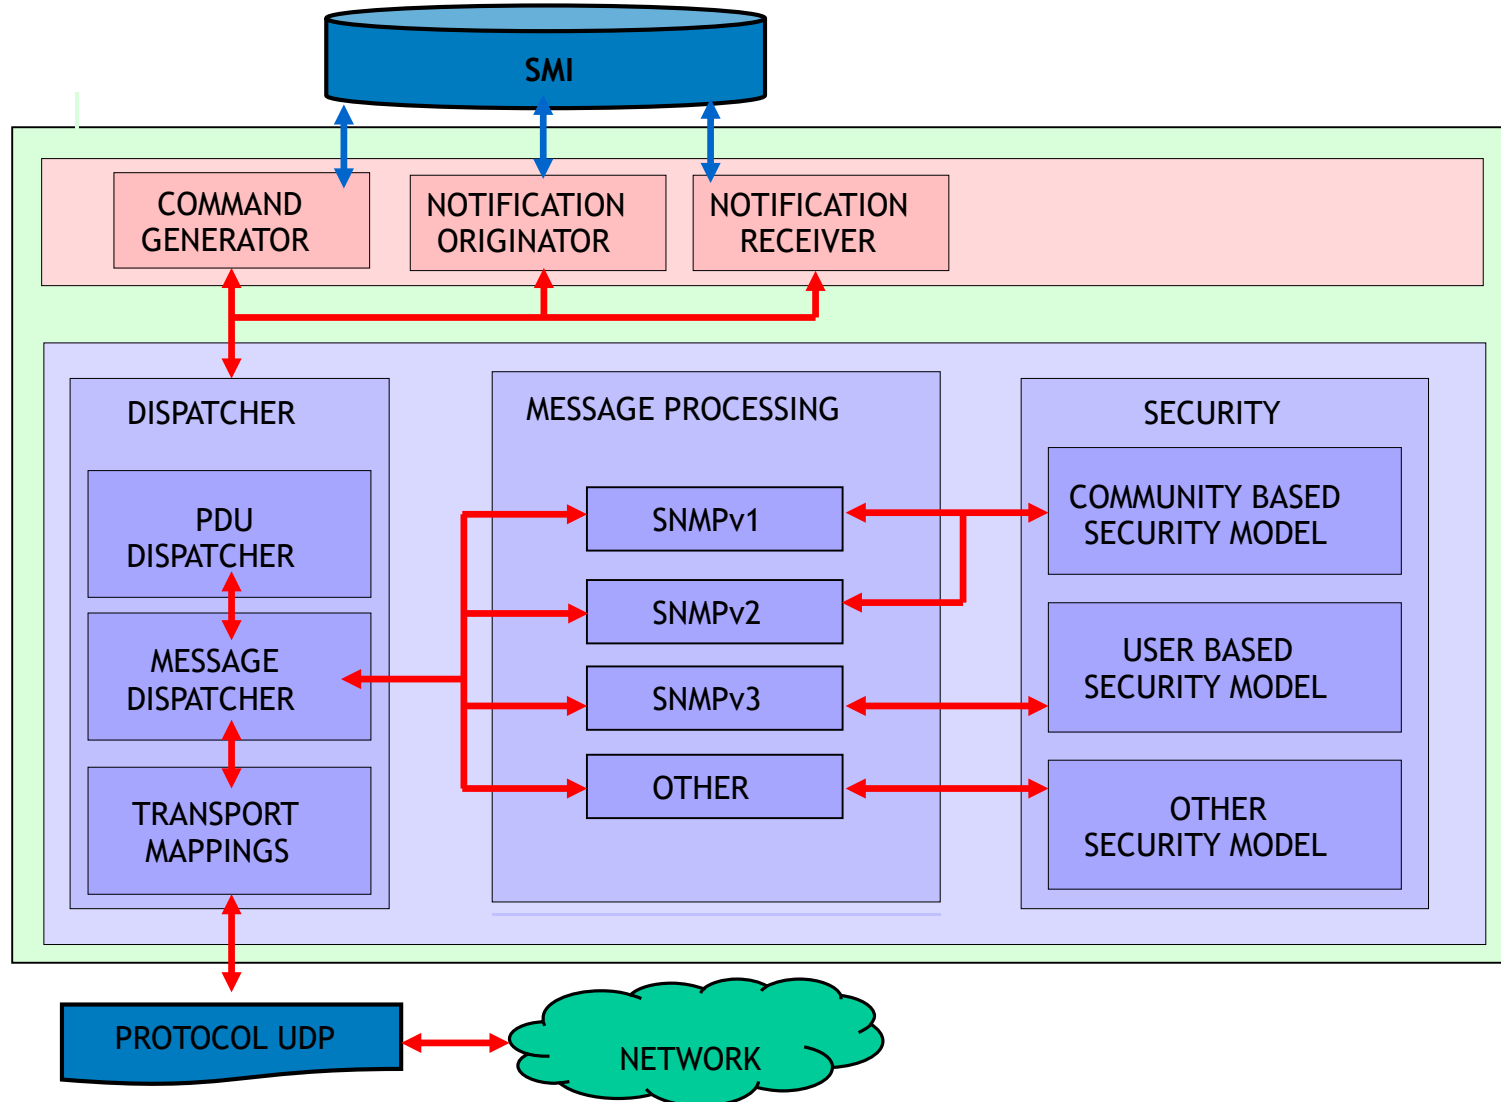 SMI
COMMAND
GENERATOR
NOTIFICATION
ORIGINATOR
NOTIFICATION
RECEIVER
DISPATCHER
PDU
DISPATCHER
MESSAGE
DISPATCHER
TRANSPORT
MAPPINGS
MESSAGE PROCESSING
SNMPv1
SNMPv2
SNMPv3
OTHER
SECURITY
COMMUNITY BASED
SECURITY MODEL
USER BASED
SECURITY MODEL
OTHER
SECURITY MODEL
PROTOCOL UDP
NETWORK